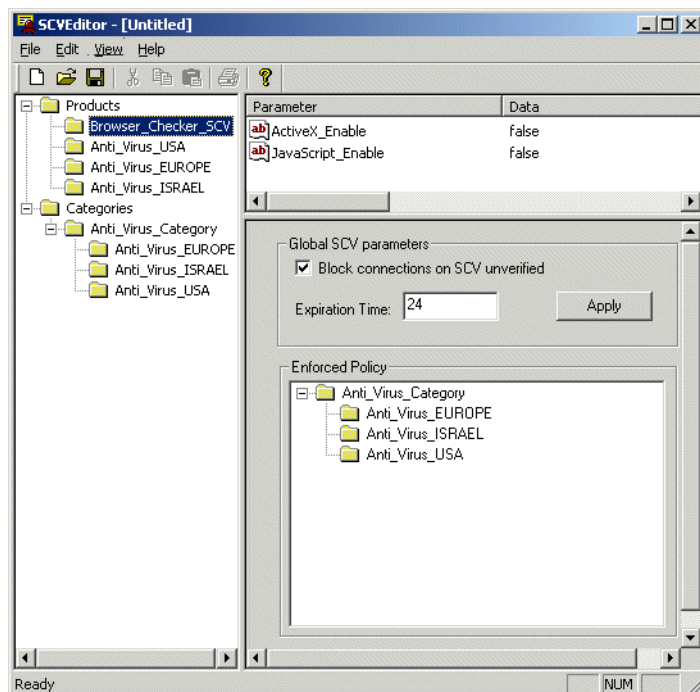 SCVEditor - [Untitled]
File Edit View Help
Products
Browser_Checker_SCV
Anti_Virus_USA
Anti_Virus_EUROPE
Anti_Virus_ISRAEL
Categories
Anti_Virus_Category
Anti_Virus_EUROPE
Anti_Virus_ISRAEL
Anti_Virus_USA
Parameter Data
ab ActiveX_Enable false
ab JavaScript_Enable false
Global SCV parameters
Block connections on SCV unverified
Expiration Time: 24 Apply
Enforced Policy
Anti_Virus_Category
Anti_Virus_EUROPE
Anti_Virus_ISRAEL
Anti_Virus_USA
Ready NUM